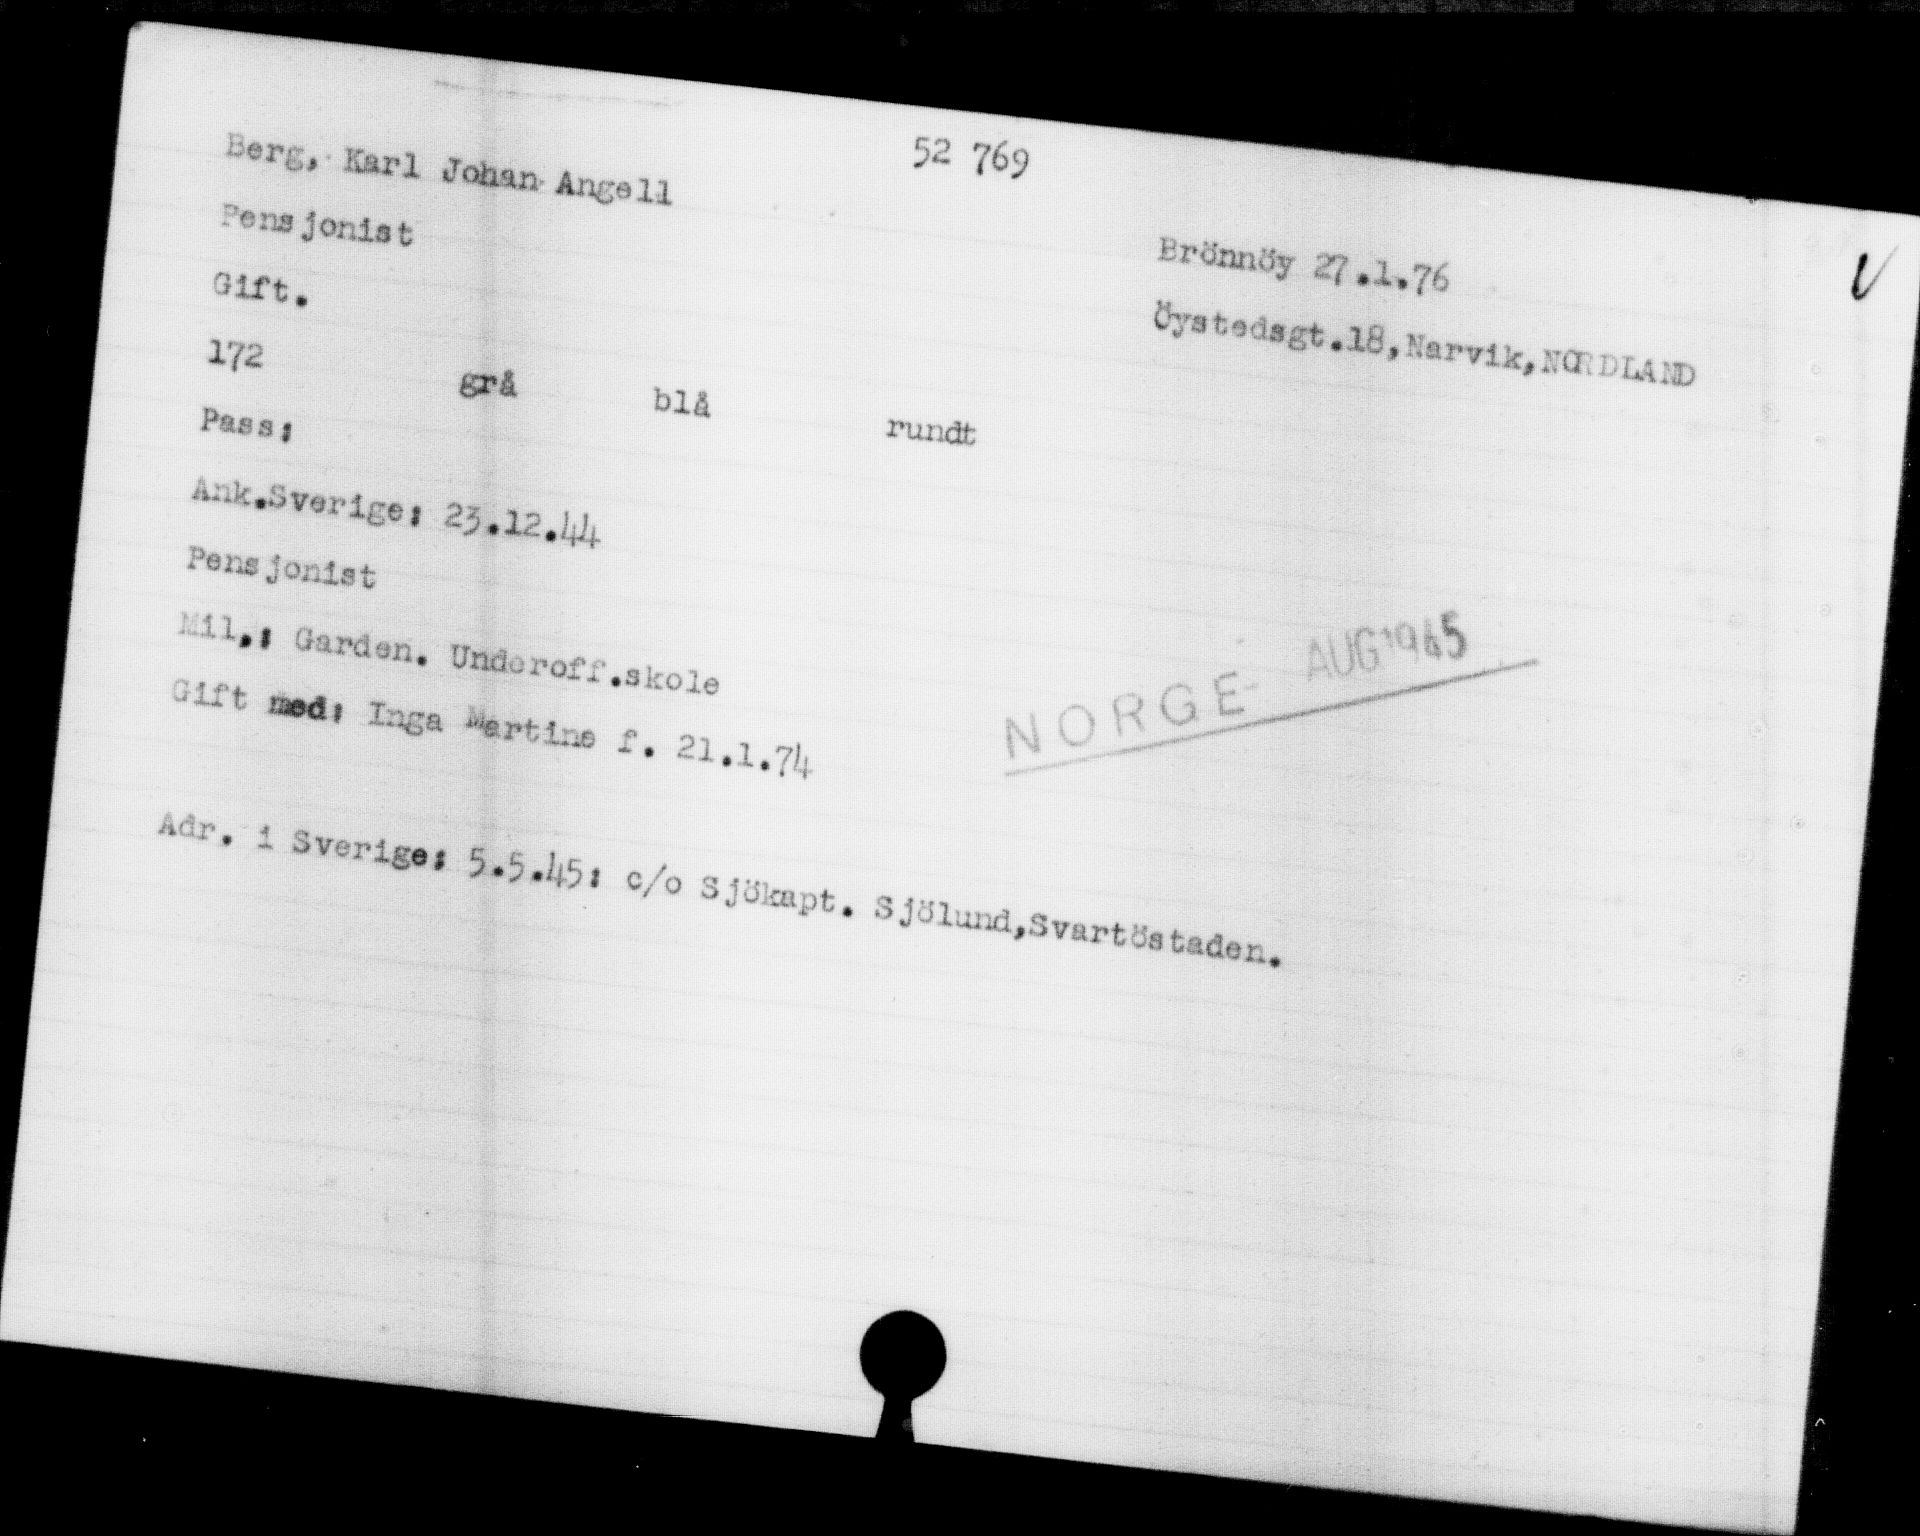 Berg, Karl Johan Angell 52 769
Pensjonist Brönnöy 27.1.76
Gift. Öystedsgt.18,Narvik,NORDLAND
172 grå blå rundt
Pass:
Ank.Sverige: 23.12.44
Pensjonist
Mil.: Garden. Underoff.skole
Gift med: Inga Martine f. 21.1.74
NORGE AUG 1945
Adr. i Sverige: 5.5.45: c/o Sjökapt. Sjölund,Svartöstaden.